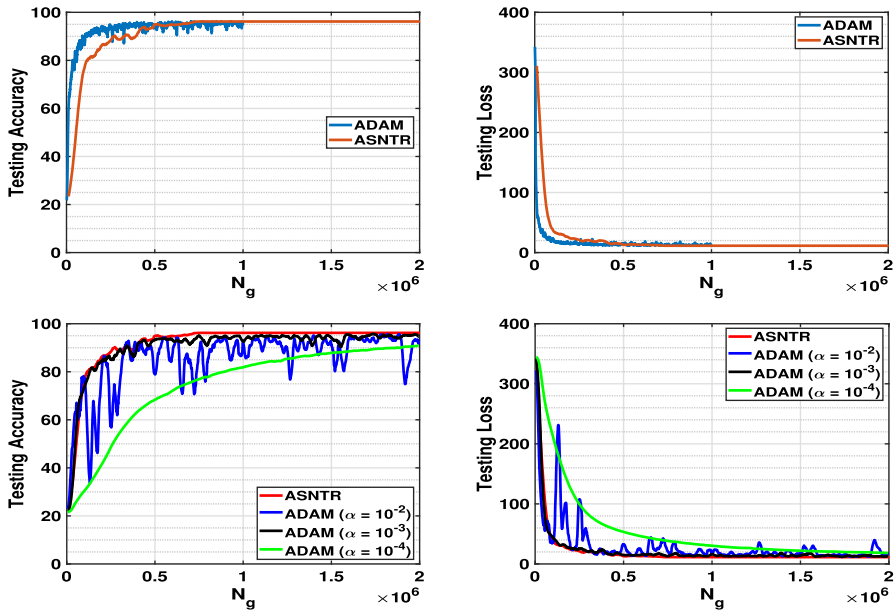 100
80
60
40
20
0
Testing Accuracy
ADAM
ASNTR
0
0.5
1
1.5
2
N_g
×10^6
400
300
200
100
0
Testing Loss
ADAM
ASNTR
0
0.5
1
1.5
2
N_g
×10^6
100
80
60
40
20
0
Testing Accuracy
ASNTR
ADAM (α = 10^-2)
ADAM (α = 10^-3)
ADAM (α = 10^-4)
0
0.5
1
1.5
2
N_g
×10^6
400
300
200
100
0
Testing Loss
ASNTR
ADAM (α = 10^-2)
ADAM (α = 10^-3)
ADAM (α = 10^-4)
0
0.5
1
1.5
2
N_g
×10^6